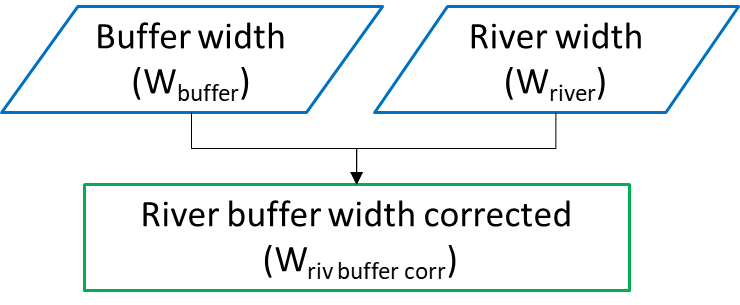 Buffer width
(Wbuffer)
River width
(Wriver)
River buffer width corrected
(Wriv buffer corr)